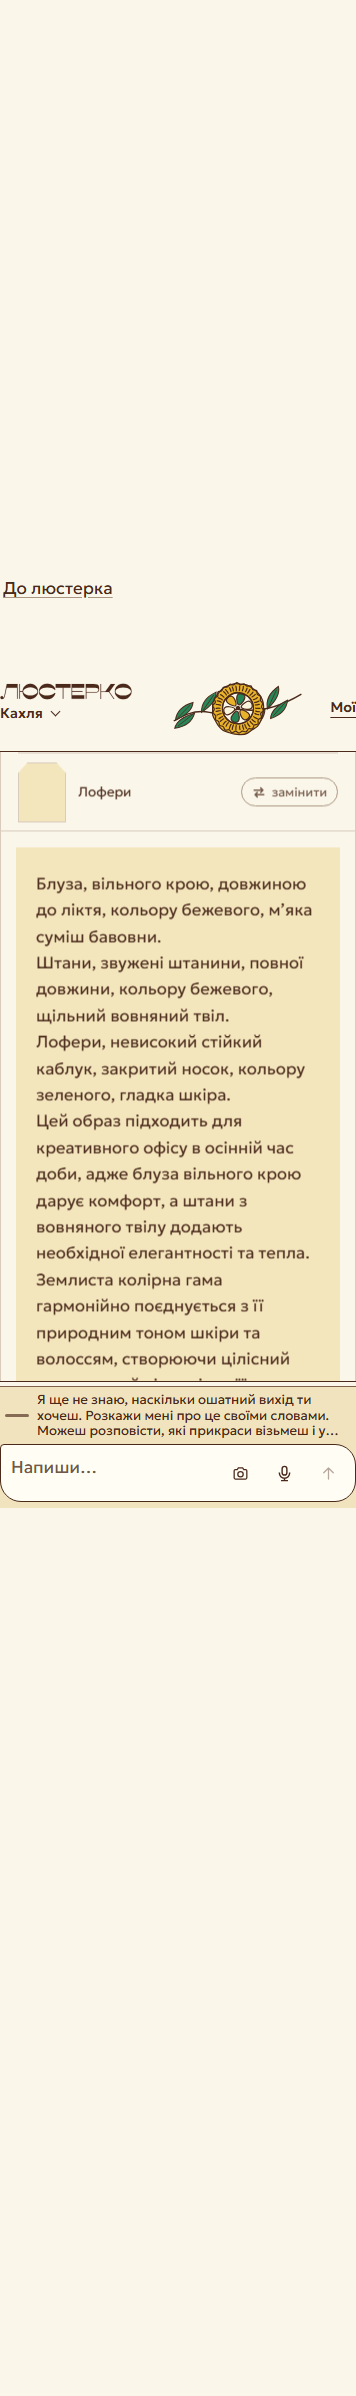 До люстерка
ЛЮСТЕРКО
Кахля
Мої
Лофери
замінити
Блуза, вільного крою, довжиною
до ліктя, кольору бежевого, м’яка
суміш бавовни.
Штани, звужені штанини, повної
довжини, кольору бежевого,
щільний вовняний твіл.
Лофери, невисокий стійкий
каблук, закритий носок, кольору
зеленого, гладка шкіра.
Цей образ підходить для
креативного офісу в осінній час
доби, адже блуза вільного крою
дарує комфорт, а штани з
вовняного твілу додають
необхідної елегантності та тепла.
Землиста колірна гама
гармонійно поєднується з її
природним тоном шкіри та
волоссям, створюючи цілісний
Я ще не знаю, наскільки ошатний вихід ти
хочеш. Розкажи мені про це своїми словами.
Можеш розповісти, які прикраси візьмеш і у…
Напиши…